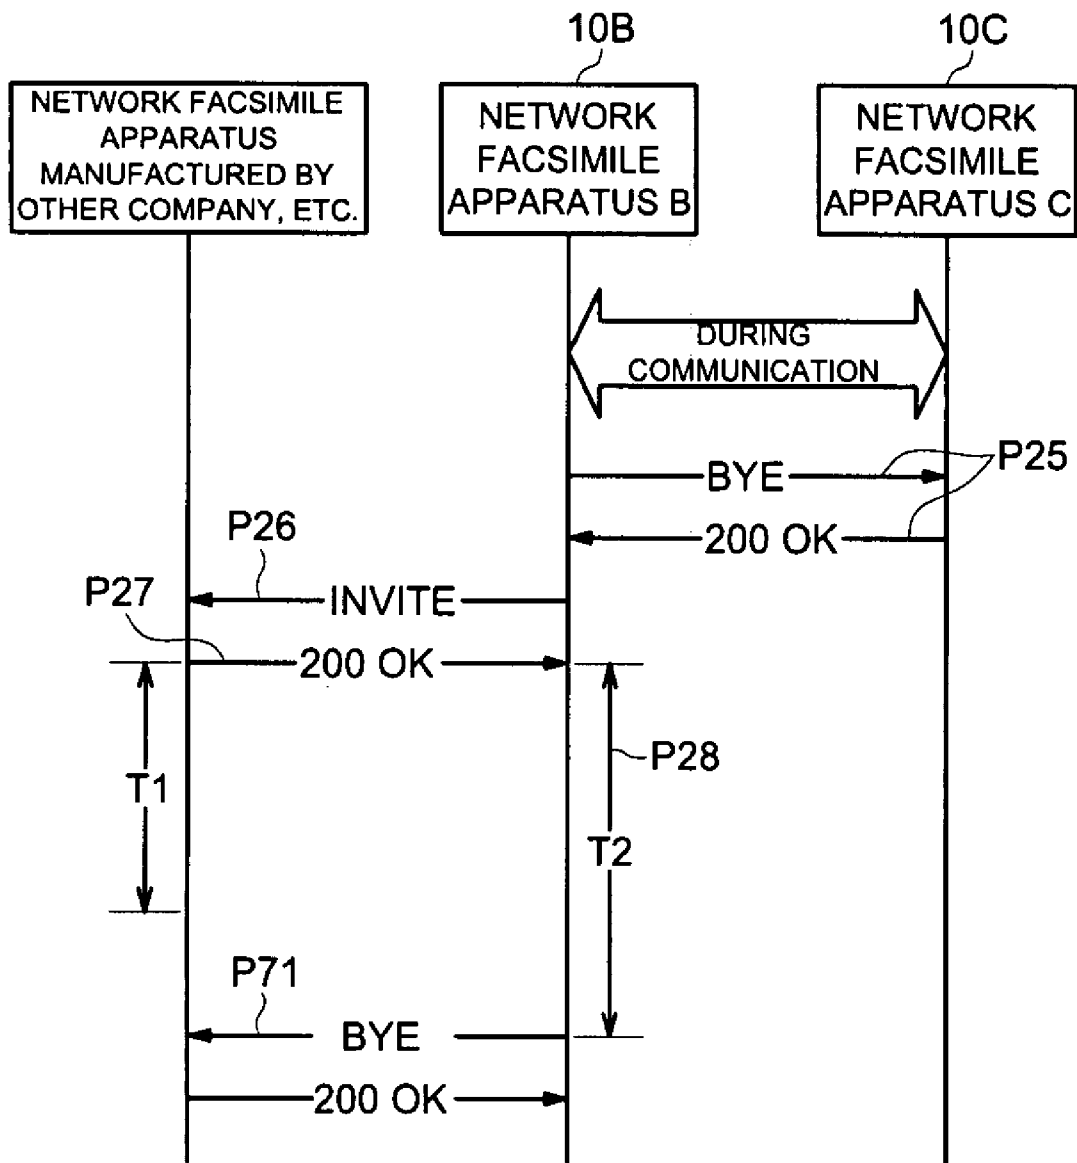 10B
10C
NETWORK FACSIMILE
APPARATUS
MANUFACTURED BY
OTHER COMPANY, ETC.
NETWORK
FACSIMILE
APPARATUS B
NETWORK
FACSIMILE
APPARATUS C
DURING
COMMUNICATION
BYE
P25
200 OK
P26
INVITE
P27
200 OK
P28
T1
T2
P71
BYE
200 OK